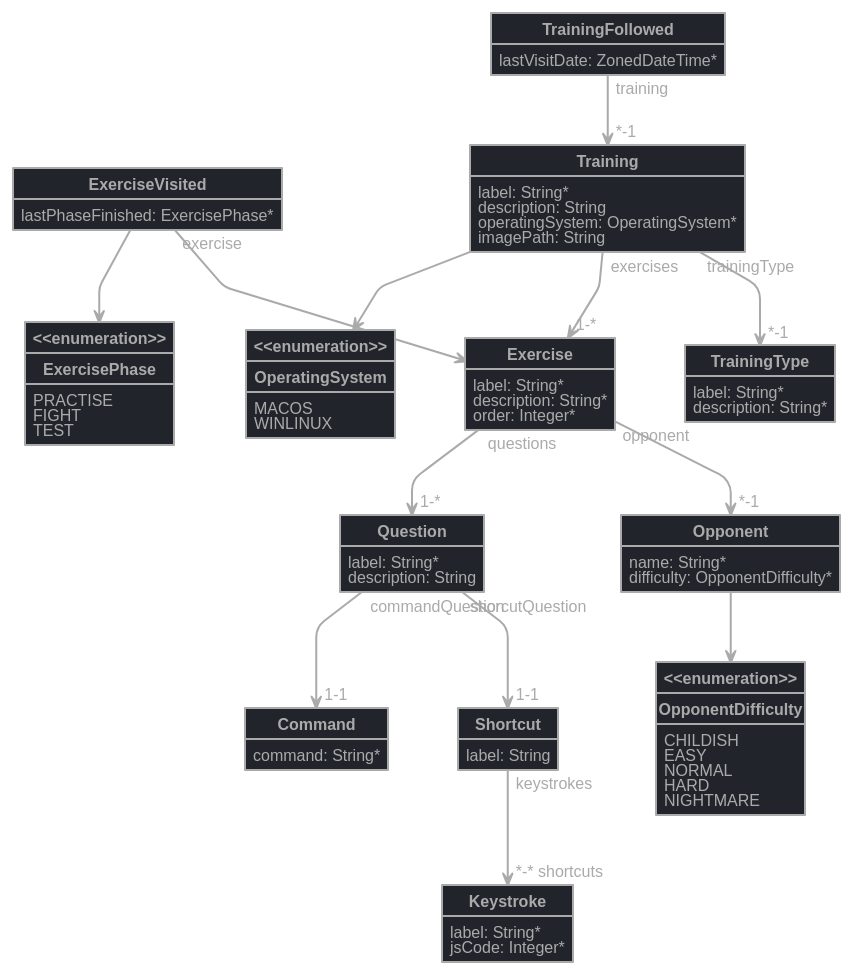 TrainingFollowed
lastVisitDate: ZonedDateTime*
training
*-1
Training
label: String*
description: String
operatingSystem: OperatingSystem*
imagePath: String
ExerciseVisited
lastPhaseFinished: ExercisePhase*
exercise
exercises
trainingType
<<enumeration>>
ExercisePhase
PRACTISE
FIGHT
TEST
<<enumeration>>
OperatingSystem
MACOS
WINLINUX
1-*
Exercise
label: String*
description: String*
order: Integer*
*-1
TrainingType
label: String*
description: String*
questions
opponent
1-*
*-1
Question
label: String*
description: String
Opponent
name: String*
difficulty: OpponentDifficulty*
commandQuestion
shortcutQuestion
1-1
1-1
Command
command: String*
Shortcut
label: String
<<enumeration>>
OpponentDifficulty
CHILDISH
EASY
NORMAL
HARD
NIGHTMARE
keystrokes
*-* shortcuts
Keystroke
label: String*
jsCode: Integer*